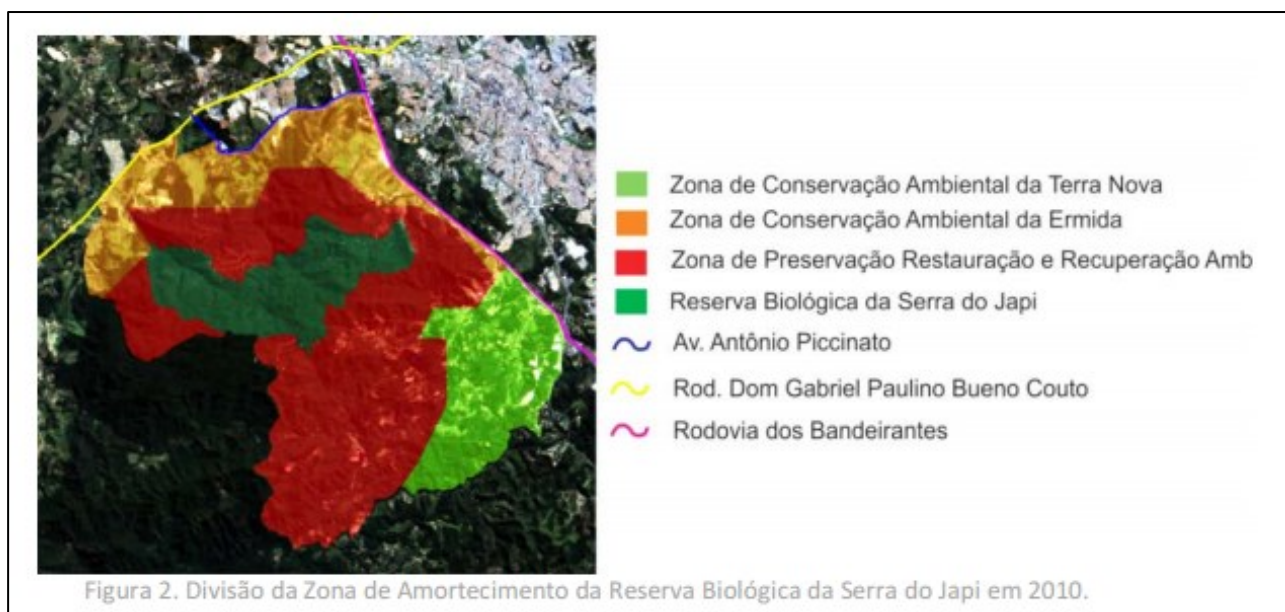 Zona de Conservação Ambiental da Terra Nova
Zona de Conservação Ambiental da Ermida
Zona de Preservação Restauração e Recuperação Amb
Reserva Biológica da Serra do Japi
Av. Antônio Piccinato
Rod. Dom Gabriel Paulino Bueno Couto
Rodovia dos Bandeirantes
Figura 2. Divisão da Zona de Amortecimento da Reserva Biológica da Serra do Japi em 2010.